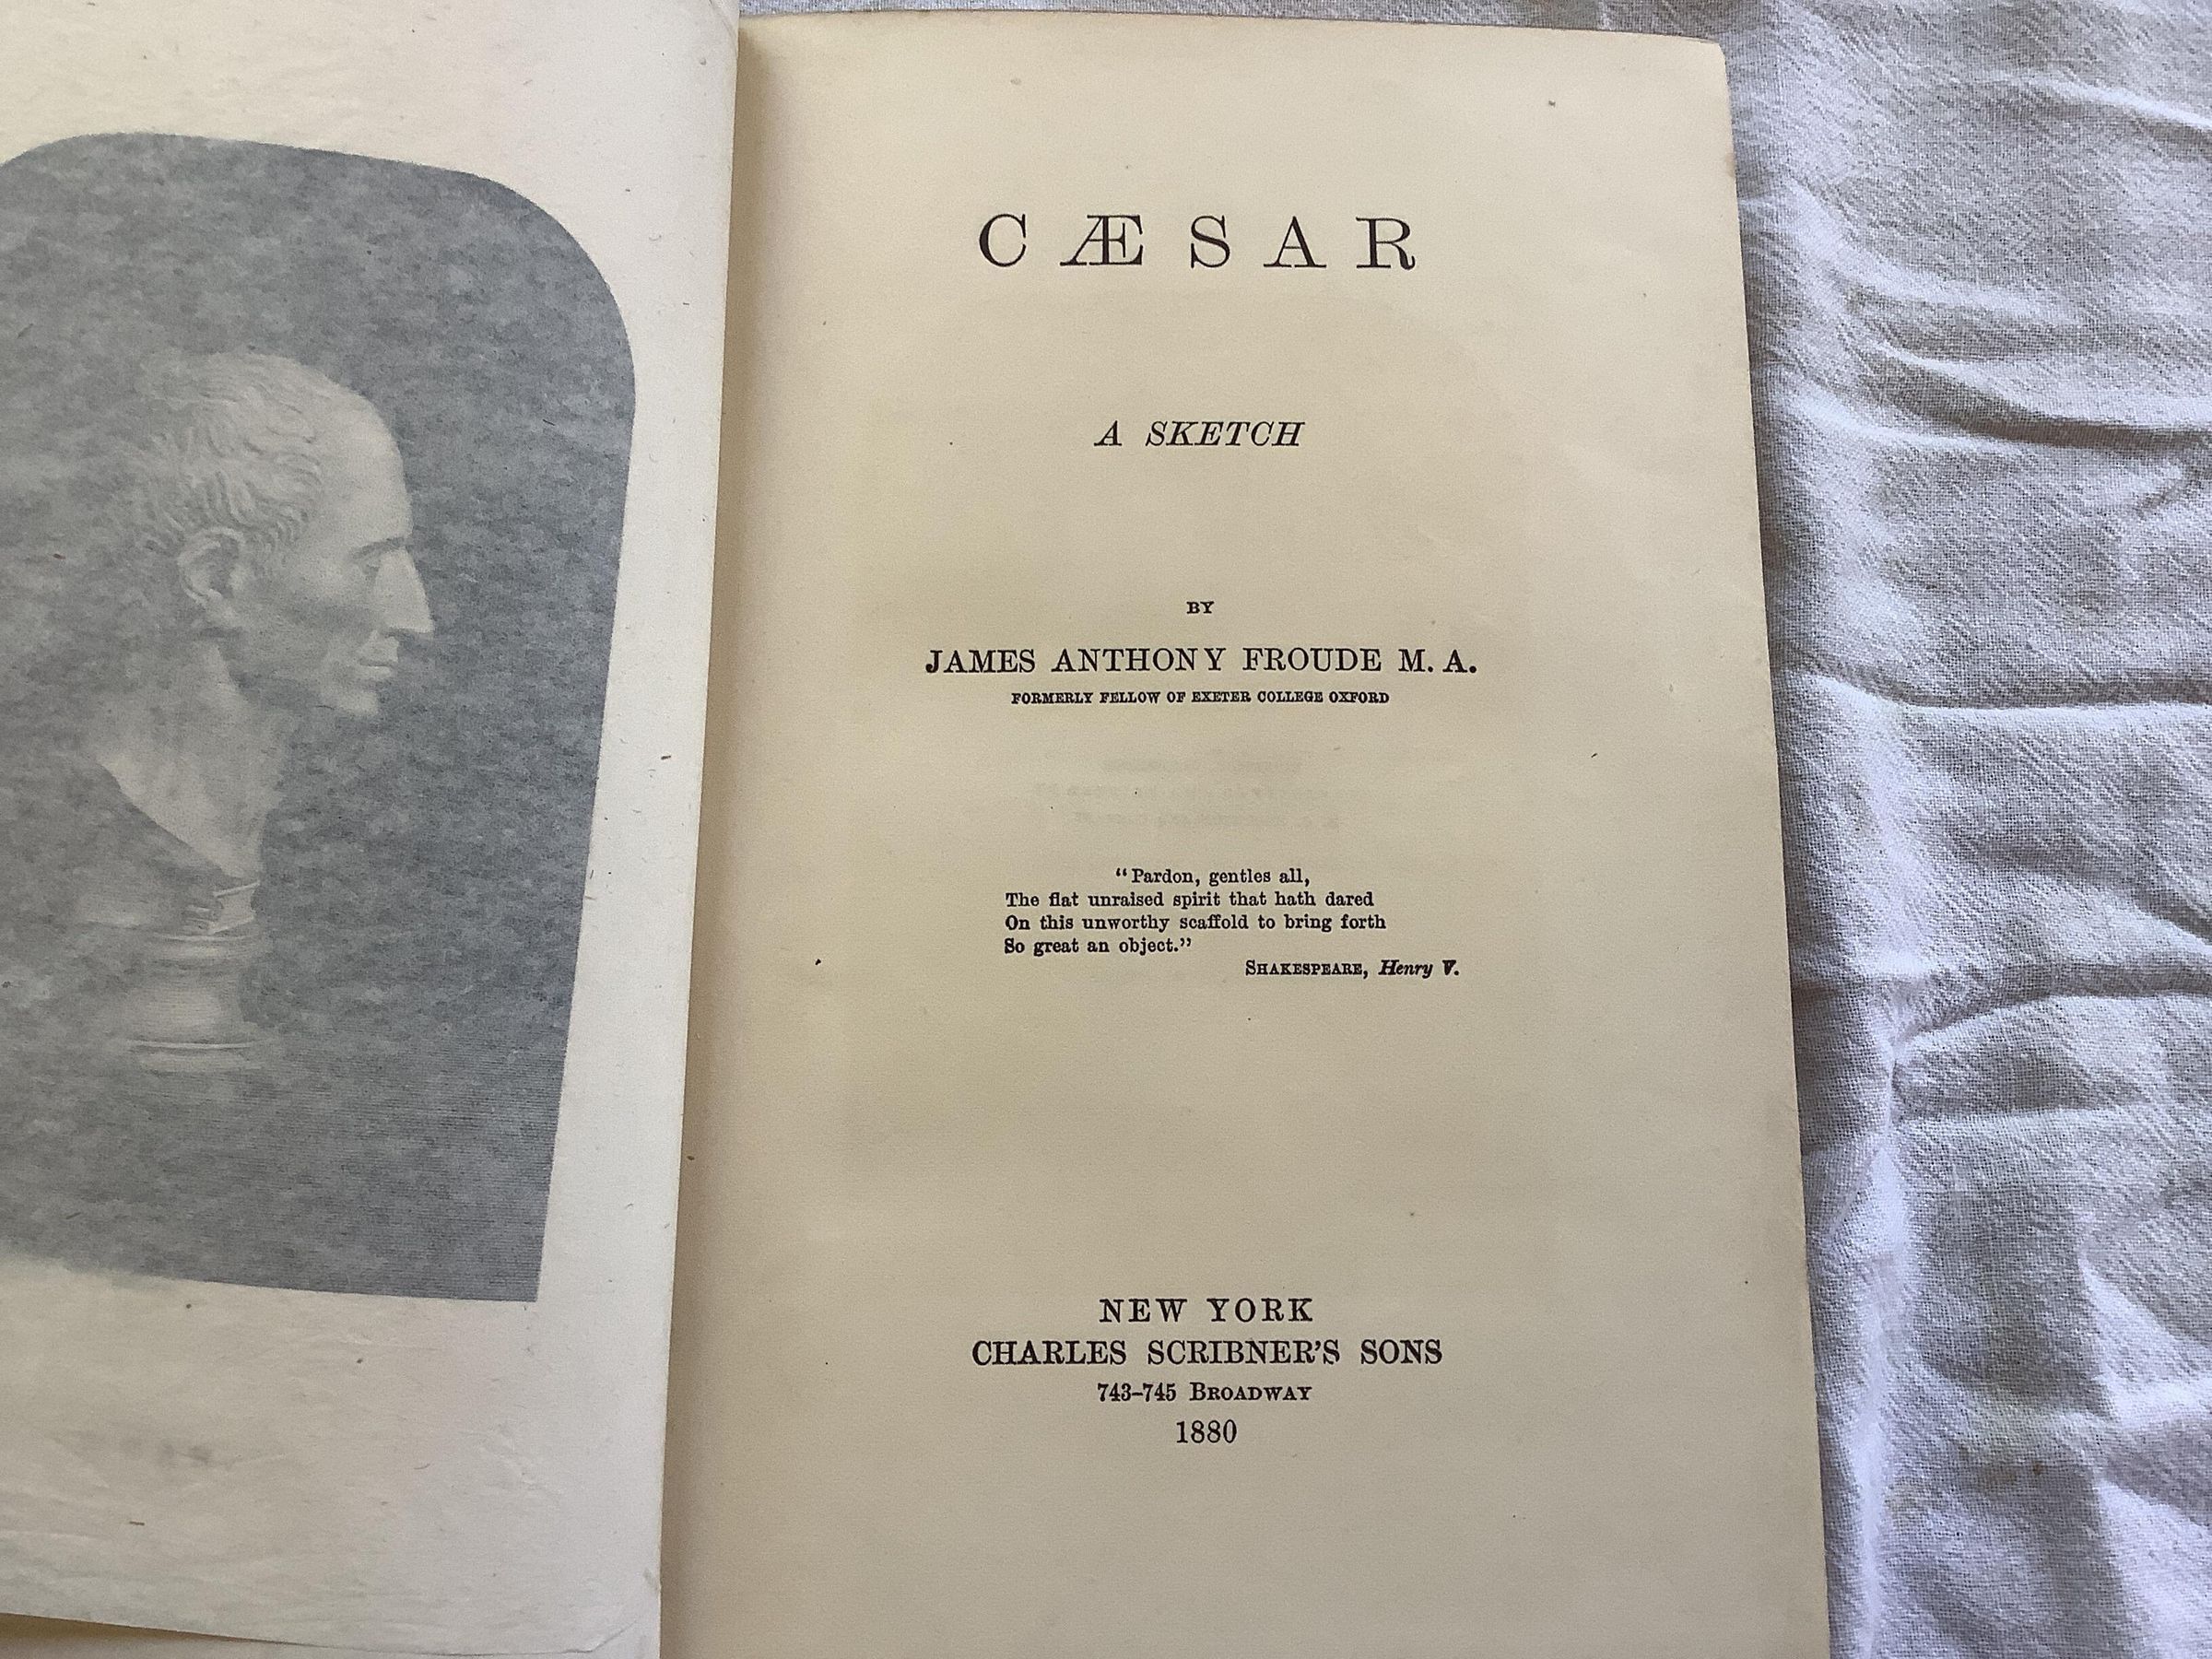 CÆSAR
A SKETCH
BY
JAMES ANTHONY FROUDE M. A.
FORMERLY FELLOW OF EXETER COLLEGE OXFORD
“Pardon, gentles all,
The flat unraised spirit that hath dared
On this unworthy scaffold to bring forth
So great an object.”
SHAKESPEARE, Henry V.
NEW YORK
CHARLES SCRIBNER’S SONS
743–745 BROADWAY
1880